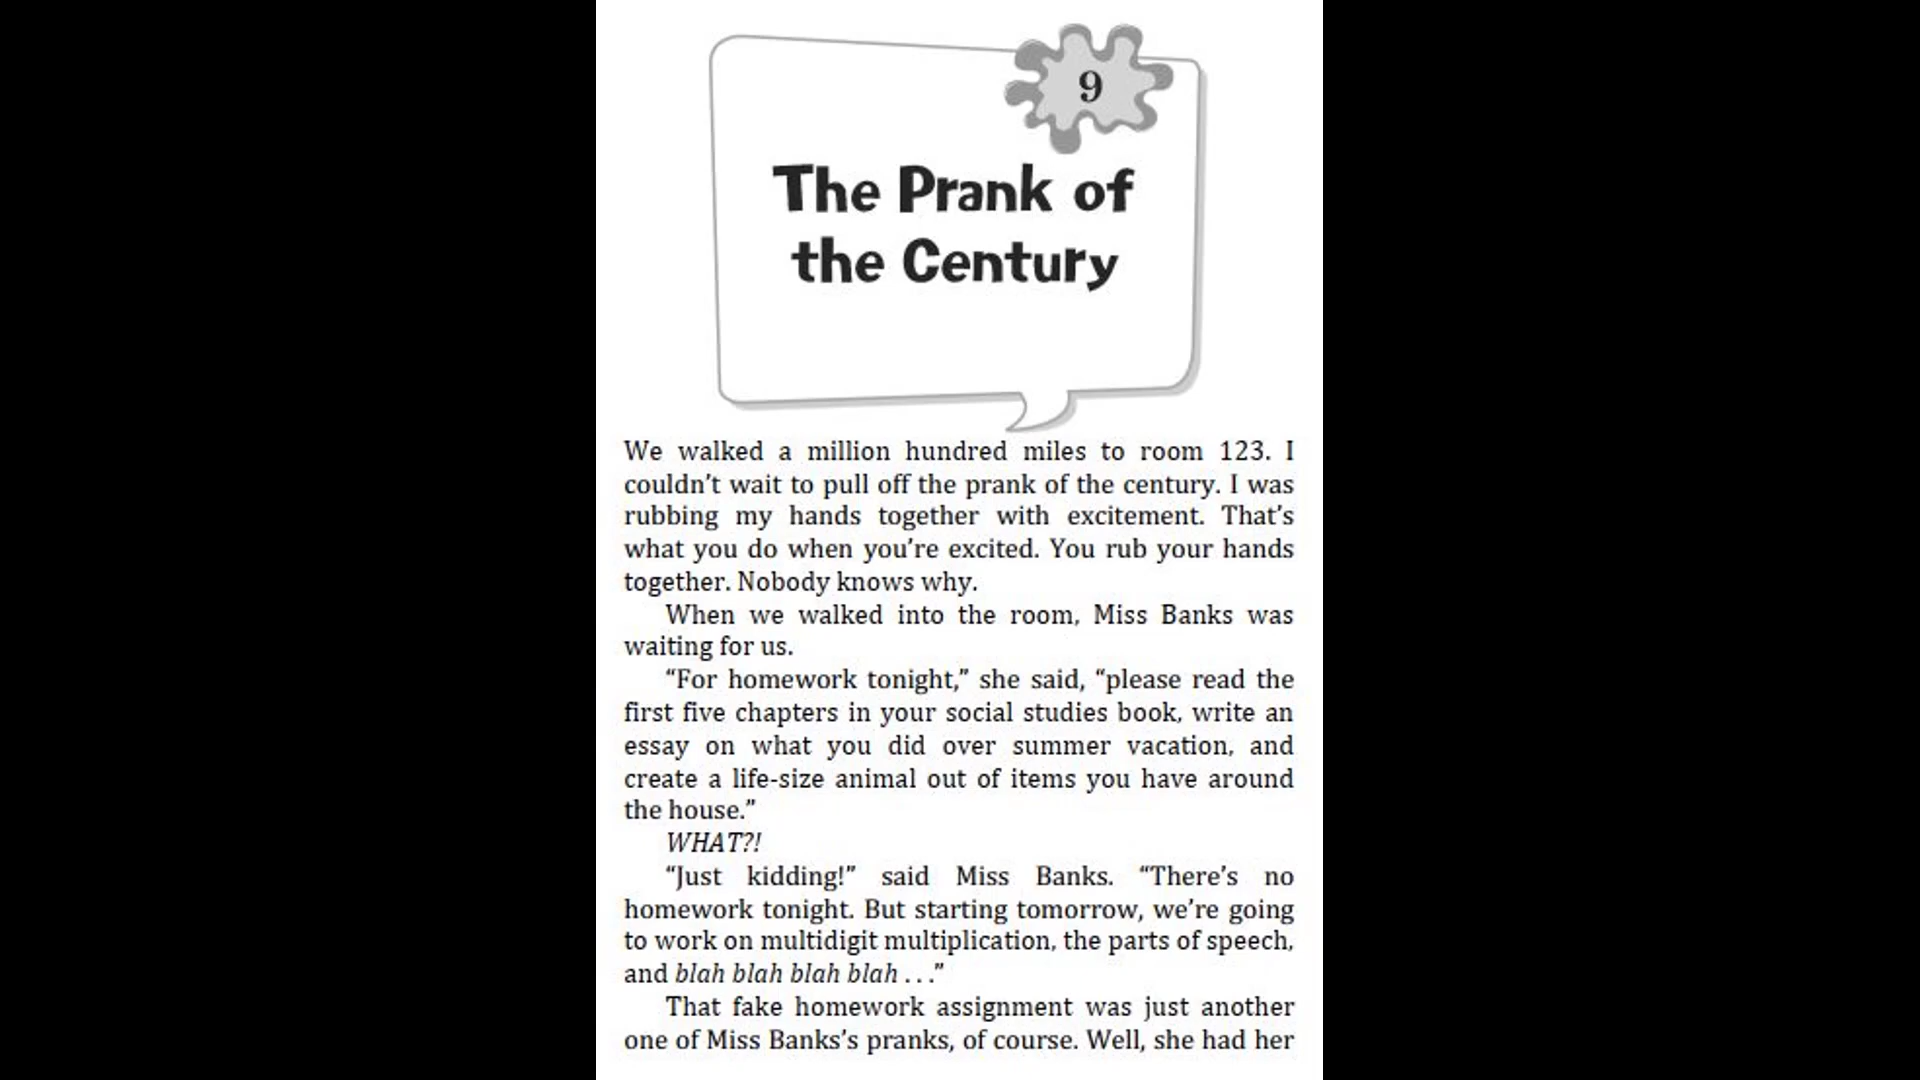 9
The Prank of
the Century
We walked a million hundred miles to room 123. I
couldn’t wait to pull off the prank of the century. I was
rubbing my hands together with excitement. That’s
what you do when you’re excited. You rub your hands
together. Nobody knows why.
When we walked into the room, Miss Banks was
waiting for us.
“For homework tonight,” she said, “please read the
first five chapters in your social studies book, write an
essay on what you did over summer vacation, and
create a life-size animal out of items you have around
the house.”
WHAT?!
“Just kidding!” said Miss Banks. “There’s no
homework tonight. But starting tomorrow, we’re going
to work on multidigit multiplication, the parts of speech,
and blah blah blah blah . . .”
That fake homework assignment was just another
one of Miss Banks’s pranks, of course. Well, she had her